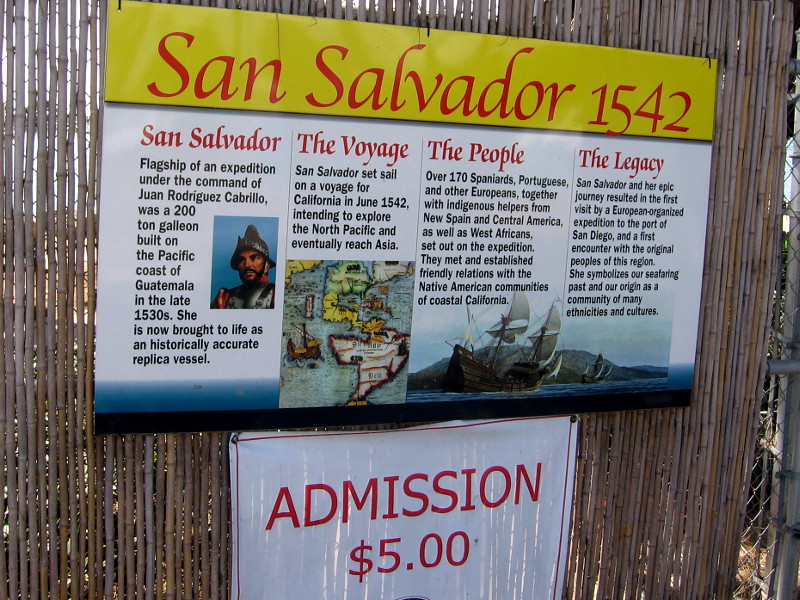 San Salvador 1542
San Salvador
Flagship of an expedition
under the command of
Juan Rodríguez Cabrillo,
was a 200
ton galleon
built on
the Pacific
coast of
Guatemala
in the late
1530s. She
is now brought to life as
an historically accurate
replica vessel.
The Voyage
San Salvador set sail
on a voyage for
California in June 1542,
intending to explore
the North Pacific and
eventually reach Asia.
The People
Over 170 Spaniards, Portuguese,
and other Europeans, together
with indigenous helpers from
New Spain and Central America,
as well as West Africans,
set out on the expedition.
They met and established
friendly relations with the
Native American communities
of coastal California.
The Legacy
San Salvador and her epic
journey resulted in the first
visit by a European-organized
expedition to the port of
San Diego, and a first
encounter with the original
peoples of this region.
She symbolizes our seafaring
past and our origin as a
community of many
ethnicities and cultures.
ADMISSION
$5.00